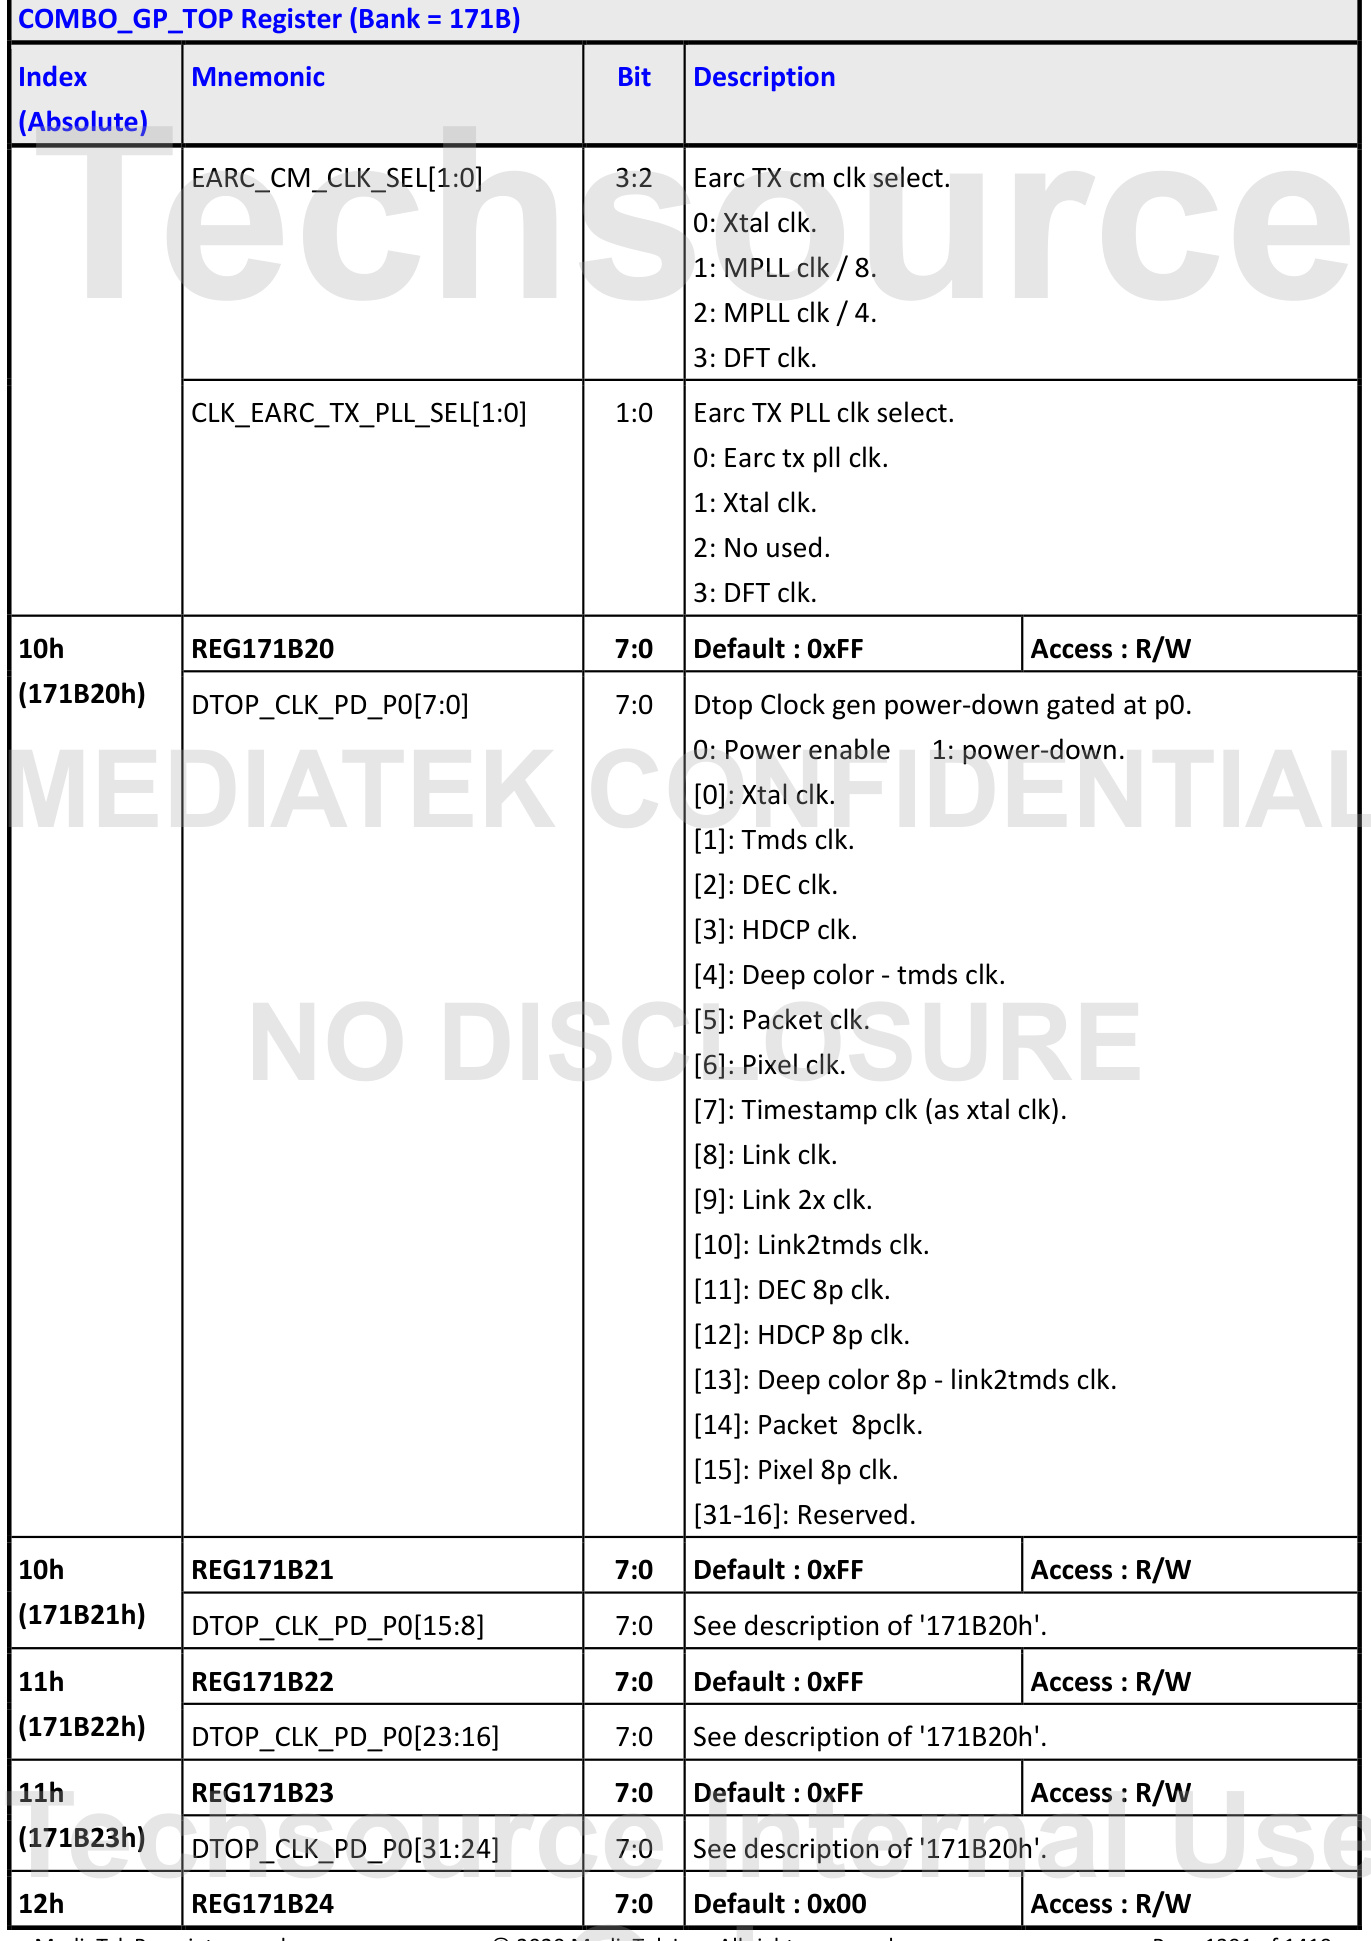 COMBO_GP_TOP Register (Bank = 171B)
Index (Absolute) Mnemonic Bit Description
EARC_CM_CLK_SEL[1:0] 3:2 Earc TX cm clk select.
0: Xtal clk.
1: MPLL clk / 8.
2: MPLL clk / 4.
3: DFT clk.
CLK_EARC_TX_PLL_SEL[1:0] 1:0 Earc TX PLL clk select.
0: Earc tx pll clk.
1: Xtal clk.
2: No used.
3: DFT clk.
10h REG171B20 7:0 Default : 0xFF Access : R/W
(171B20h) DTOP_CLK_PD_P0[7:0] 7:0 Dtop Clock gen power-down gated at p0.
0: Power enable 1: power-down.
[0]: Xtal clk.
[1]: Tmds clk.
[2]: DEC clk.
[3]: HDCP clk.
[4]: Deep color - tmds clk.
[5]: Packet clk.
[6]: Pixel clk.
[7]: Timestamp clk (as xtal clk).
[8]: Link clk.
[9]: Link 2x clk.
[10]: Link2tmds clk.
[11]: DEC 8p clk.
[12]: HDCP 8p clk.
[13]: Deep color 8p - link2tmds clk.
[14]: Packet  8pclk.
[15]: Pixel 8p clk.
[31-16]: Reserved.
10h REG171B21 7:0 Default : 0xFF Access : R/W
(171B21h) DTOP_CLK_PD_P0[15:8] 7:0 See description of '171B20h'.
11h REG171B22 7:0 Default : 0xFF Access : R/W
(171B22h) DTOP_CLK_PD_P0[23:16] 7:0 See description of '171B20h'.
11h REG171B23 7:0 Default : 0xFF Access : R/W
(171B23h) DTOP_CLK_PD_P0[31:24] 7:0 See description of '171B20h'.
12h REG171B24 7:0 Default : 0x00 Access : R/W
Techsource
MEDIATEK CONFIDENTIAL
NO DISCLOSURE
Techsource Internal Use